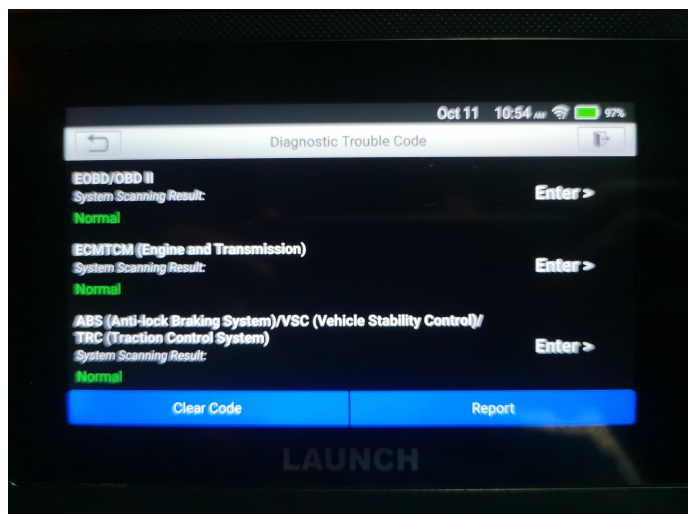 Oct 11 10:54 AM 97%
Diagnostic Trouble Code
EOBD/OBD II
System Scanning Result:
Enter >
Normal
ECMTCM (Engine and Transmission)
System Scanning Result:
Enter >
Normal
ABS (Anti-lock Braking System)/VSC (Vehicle Stability Control)/
TRC (Traction Control System)
System Scanning Result:
Enter >
Normal
Clear Code Report
LAUNCH